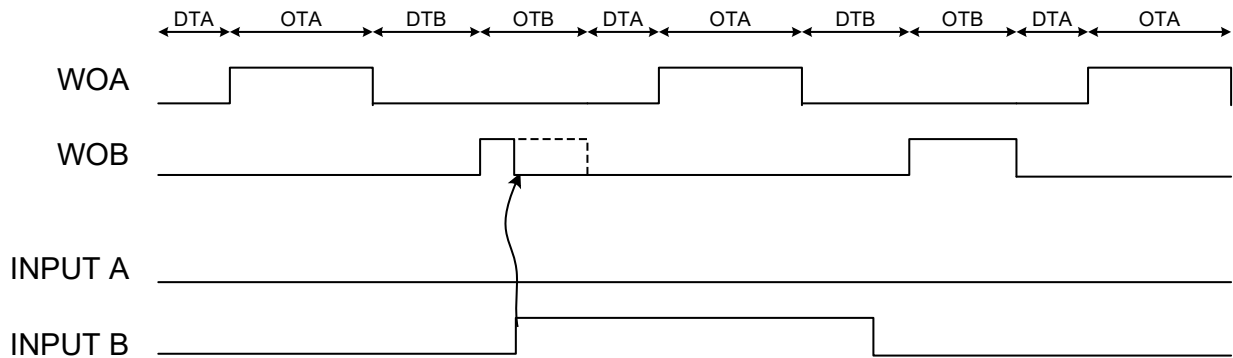 DTA OTA DTB OTB DTA OTA DTB OTB DTA OTA
WOA
WOB
INPUT A
INPUT B